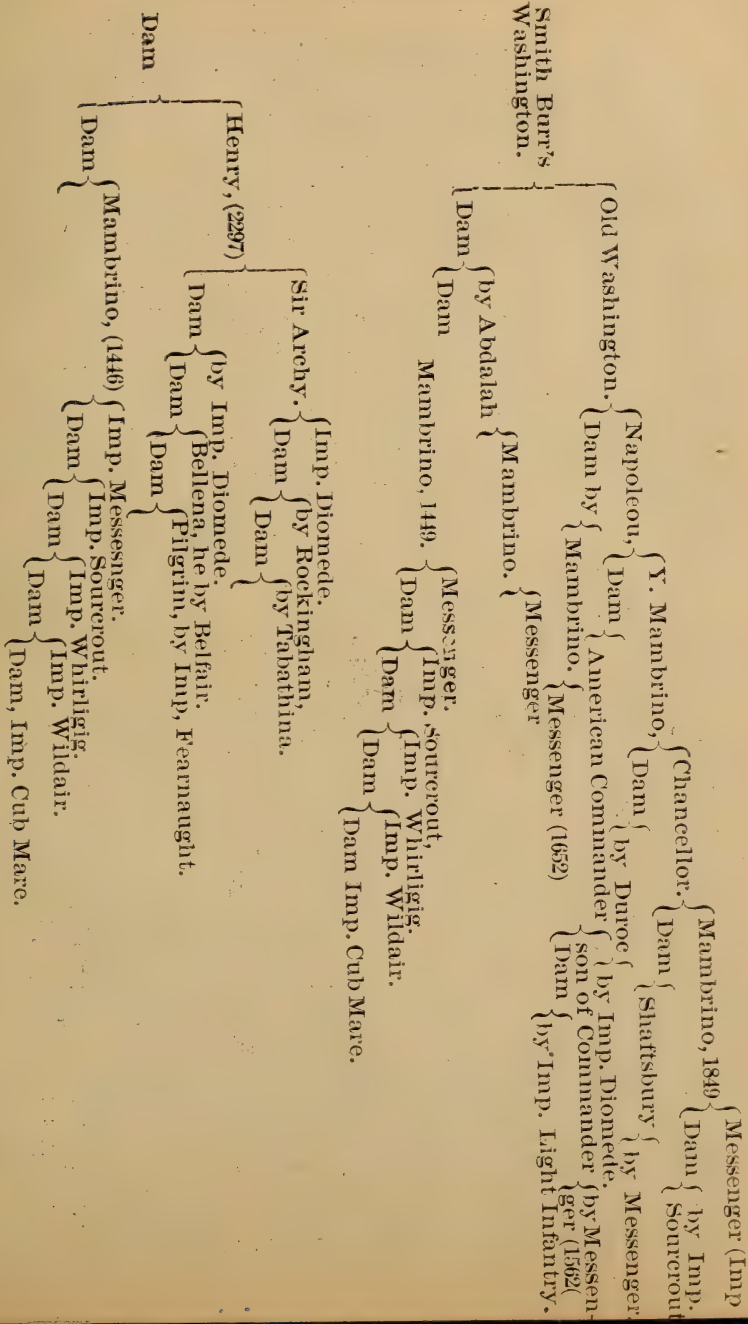 Messenger (Imp
Mambrino, 1849
Dam by Imp.
Sourcrout
Chancellor.
Dam Shaftsbury by Messenger.
Y. Mambrino,
Dam by Duroc by Imp. Diomede.
Napoleou,
Dam American Commander son of Commander by Messen-
ger (1562(
Dam by Imp. Light Infantry.
Old Washington.
Dam by Mambrino. Messenger (1652)
Smith Burr's
Washington.
Dam by Abdalah Mambrino. Messenger
Dam Mambrino, 1449. Messenger.
Dam Imp. Sourcrout,
Dam Imp. Whirligig.
Dam Imp. Wildair.
Dam Imp. Cub Mare.
Imp. Diomede.
Sir Archy.
Dam by Rockingham,
Dam by Tabathina.
Henry, (2297)
Dam by Imp. Diomede.
Dam Bellena, he by Belfair.
Dam Pilgrim, by Imp, Fearnaught.
Dam
Dam Mambrino, (1446) Imp. Messesnger.
Dam Imp. Sourcrout.
Dam Imp. Whirligig.
Dam Imp. Wildair.
Dam, Imp. Cub Mare.